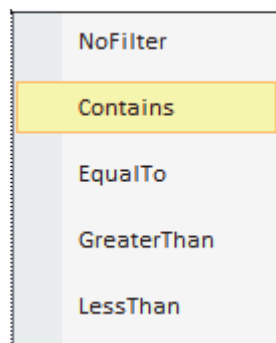 NoFilter
Contains
EqualTo
GreaterThan
LessThan